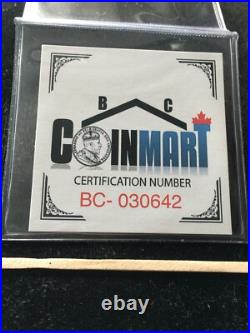 B C
COINMART
CERTIFICATION NUMBER
BC- 030642